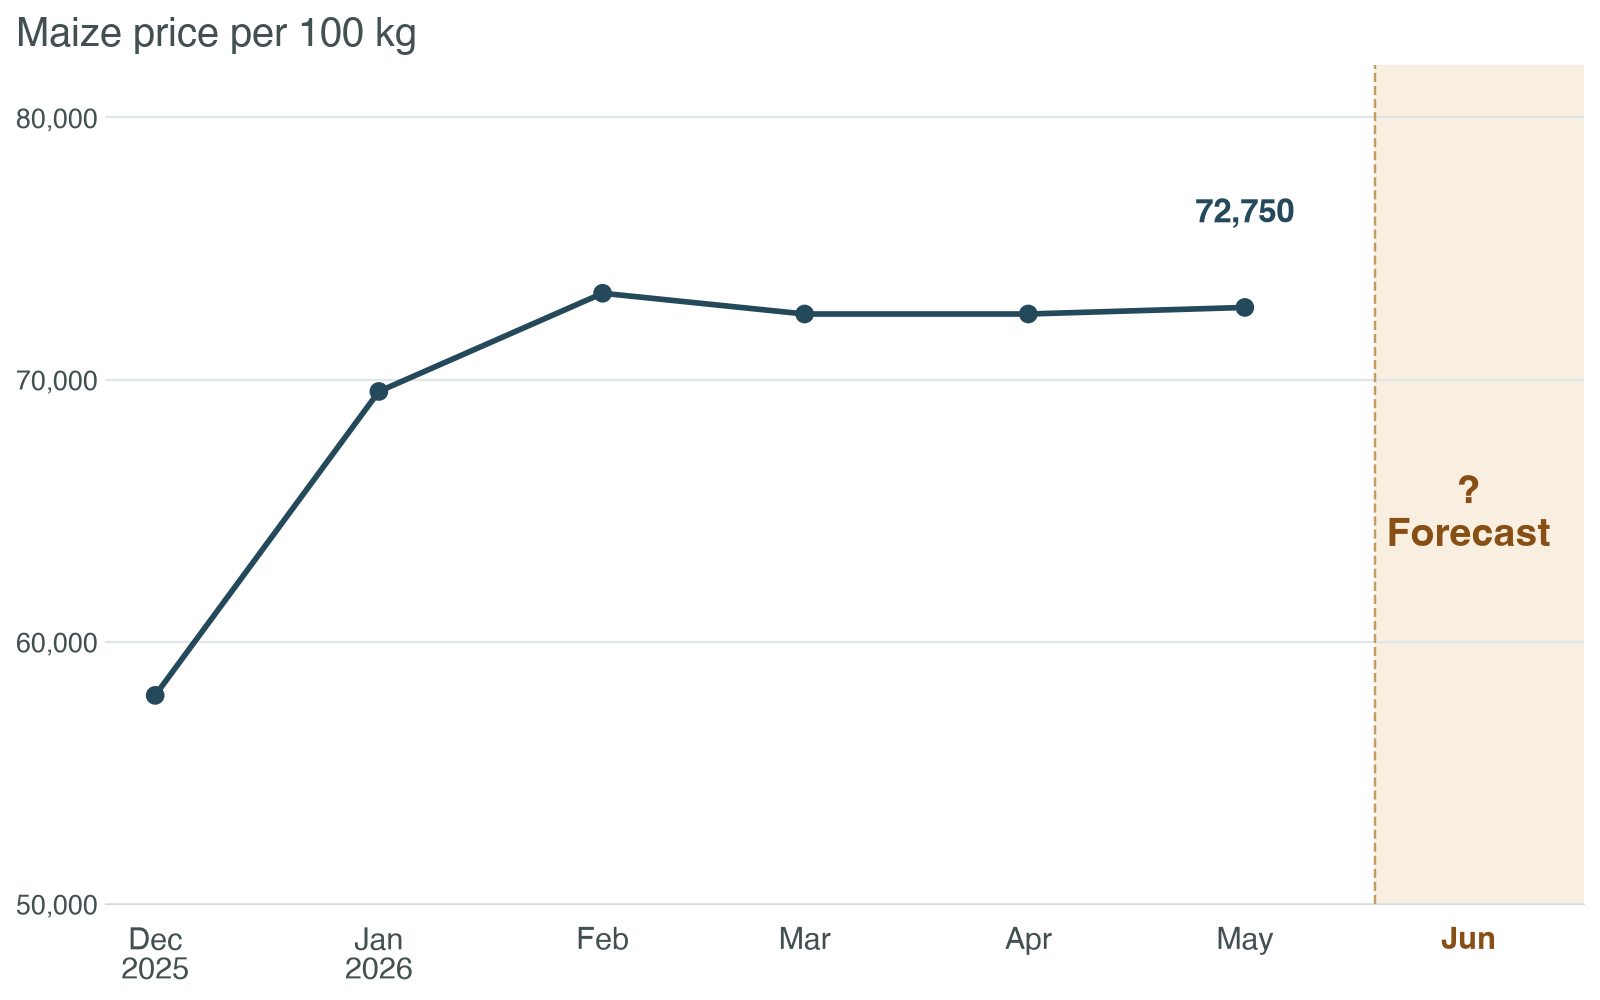 Maize price per 100 kg
80,000
72,750
70,000
?
Forecast
60,000
50,000
Dec
2025
Jan
2026
Feb
Mar
Apr
May
Jun